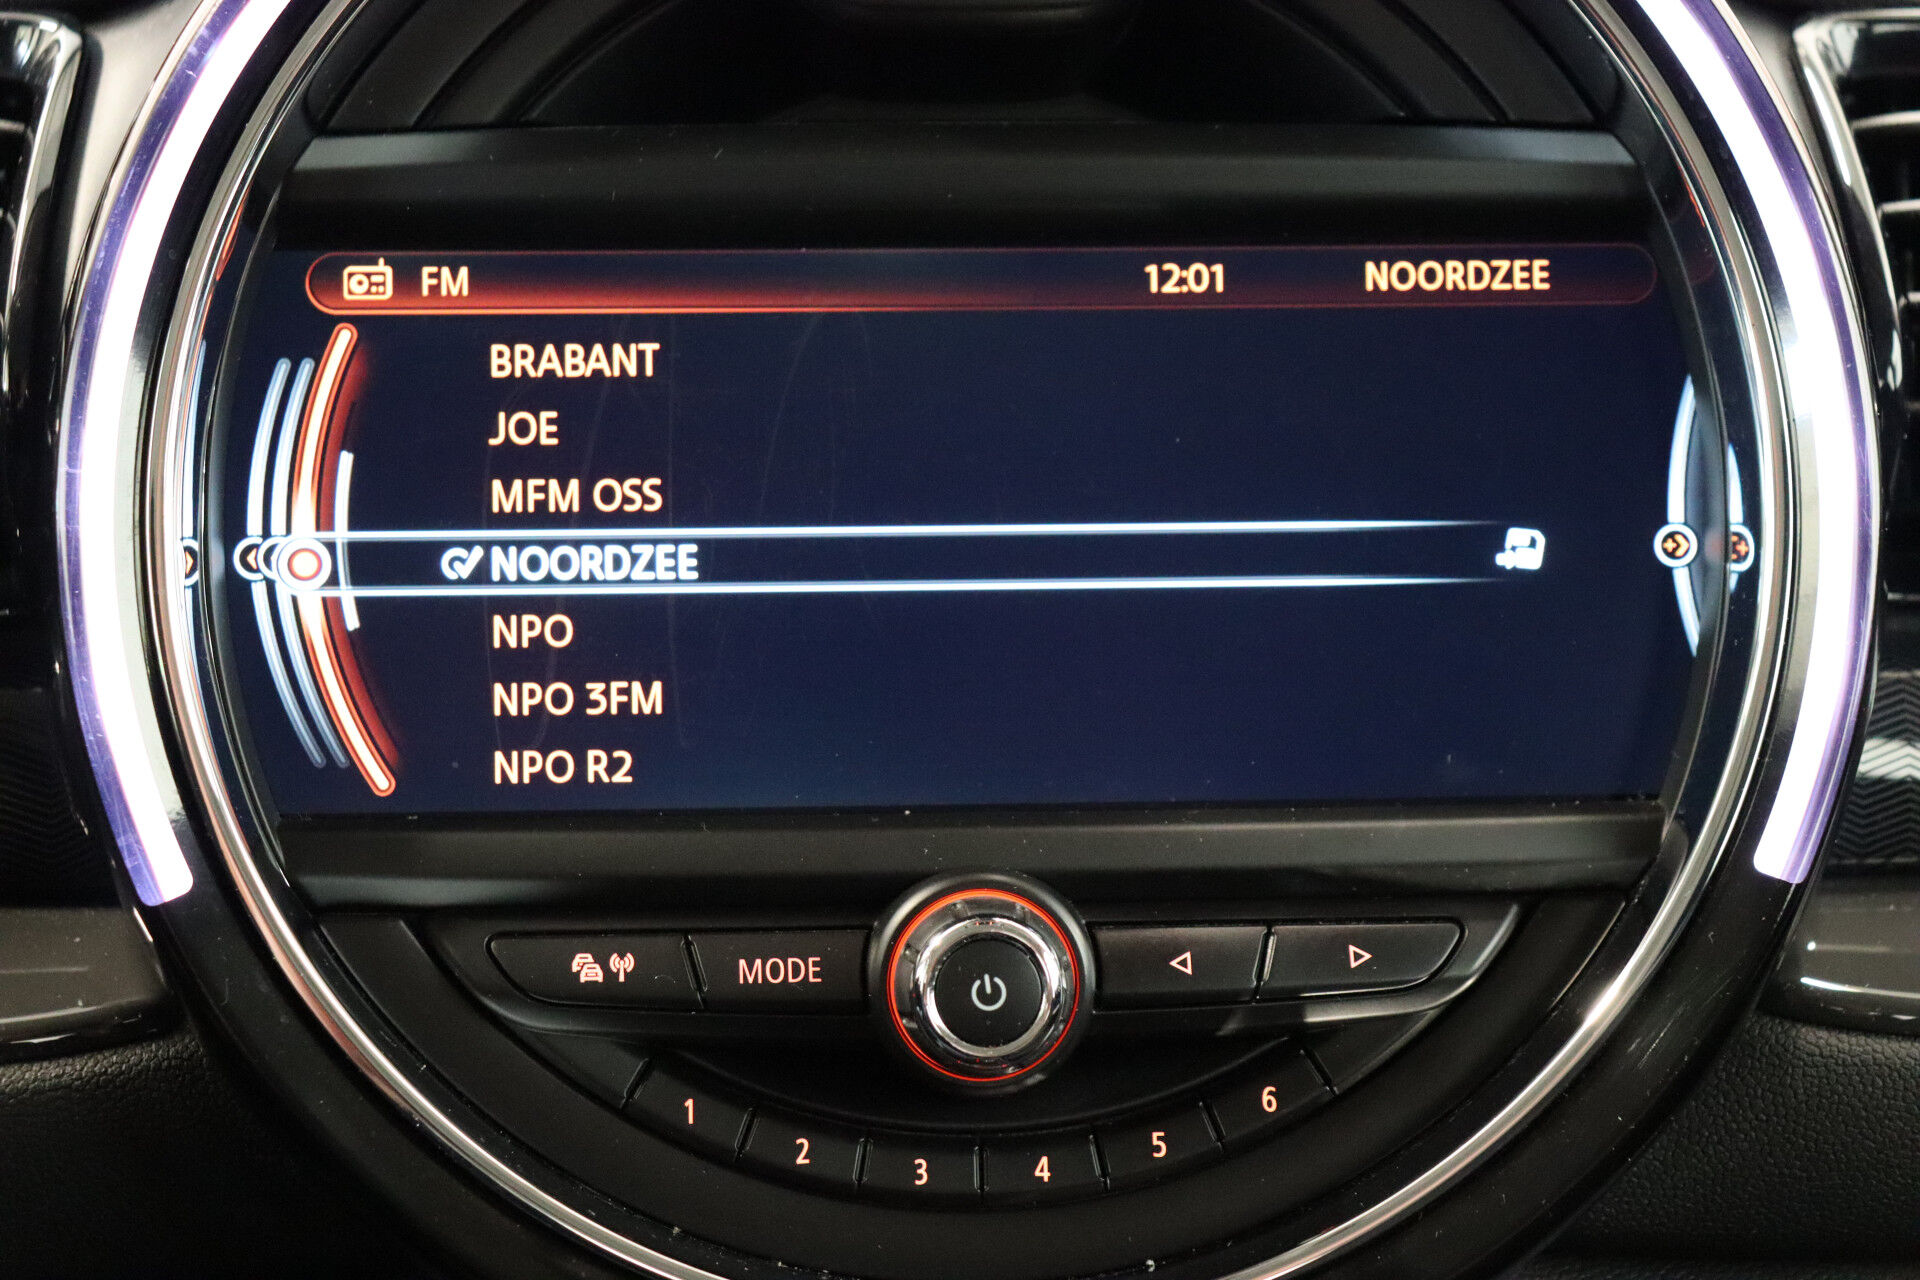 FM 12:01 NOORDZEE
BRABANT
JOE
MFM OSS
NOORDZEE
NPO
NPO 3FM
NPO R2
MODE
1 2 3 4 5 6